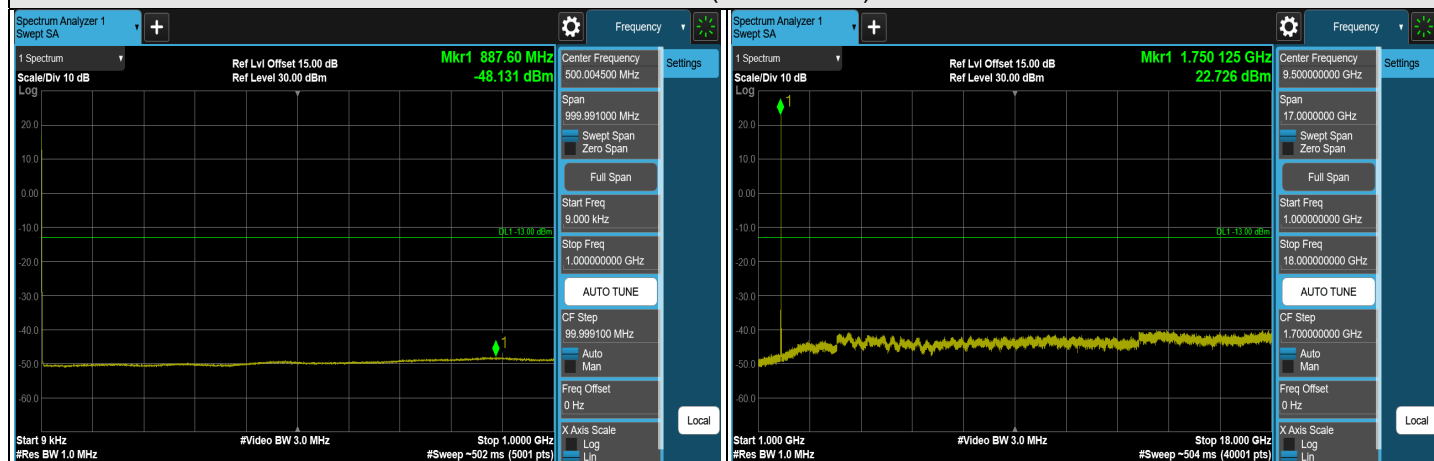 Spectrum Analyzer 1
Swept SA
+
Frequency
1 Spectrum
Scale/Div 10 dB
Log
Ref Lvl Offset 15.00 dB
Ref Level 30.00 dBm
Mkr1 887.60 MHz
-48.131 dBm
1
20.0
10.0
0.00
-10.0
-20.0
-30.0
-40.0
-50.0
-60.0
DL1 -13.00 dBm
Start 9 kHz
#Res BW 1.0 MHz
#Video BW 3.0 MHz
Stop 1.0000 GHz
#Sweep ~502 ms (5001 pts)
Center Frequency
500.004500 MHz
Span
999.991000 MHz
Swept Span
Zero Span
Full Span
Start Freq
9.000 kHz
Stop Freq
1.000000000 GHz
AUTO TUNE
CF Step
99.999100 MHz
Auto
Man
Freq Offset
0 Hz
X Axis Scale
Log
Lin
Settings
Local
Spectrum Analyzer 1
Swept SA
+
Frequency
1 Spectrum
Scale/Div 10 dB
Log
Ref Lvl Offset 15.00 dB
Ref Level 30.00 dBm
Mkr1 1.750 125 GHz
22.726 dBm
1
20.0
10.0
0.00
-10.0
-20.0
-30.0
-40.0
-50.0
-60.0
DL1 -13.00 dBm
Start 1.000 GHz
#Res BW 1.0 MHz
#Video BW 3.0 MHz
Stop 18.000 GHz
#Sweep ~504 ms (40001 pts)
Center Frequency
9.500000000 GHz
Span
17.0000000 GHz
Swept Span
Zero Span
Full Span
Start Freq
1.000000000 GHz
Stop Freq
18.000000000 GHz
AUTO TUNE
CF Step
1.700000000 GHz
Auto
Man
Freq Offset
0 Hz
X Axis Scale
Log
Lin
Settings
Local